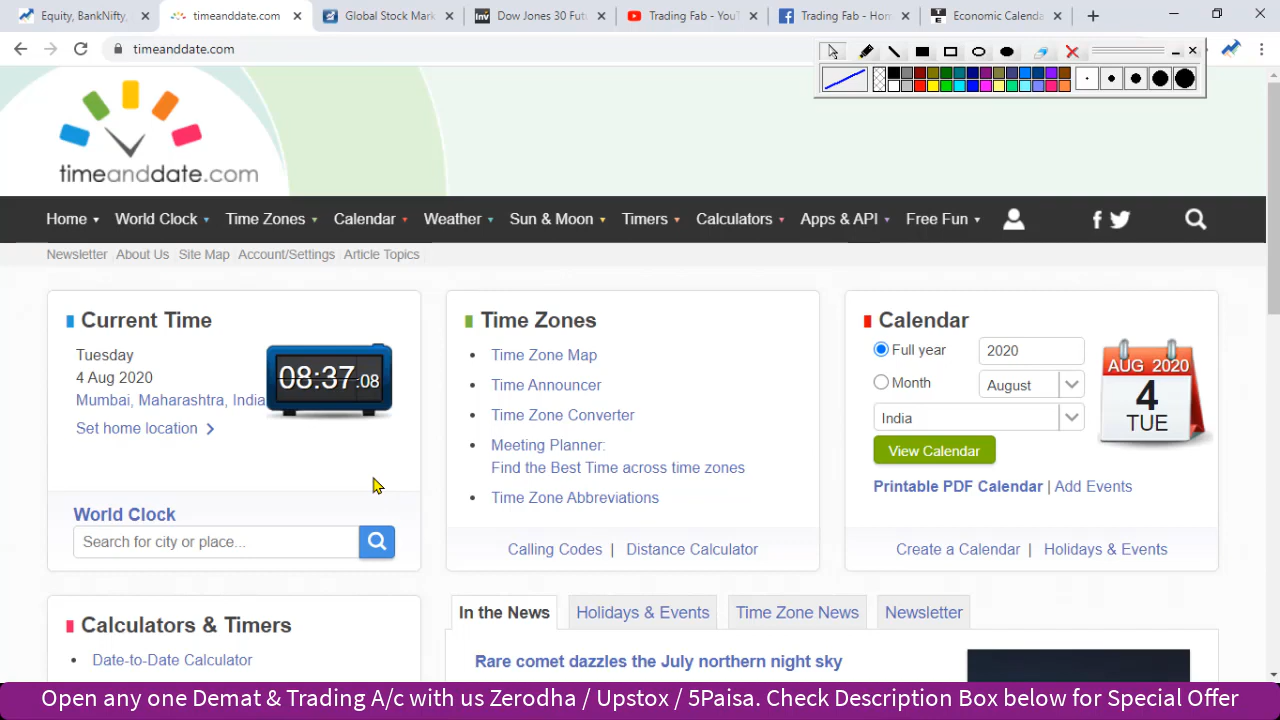 Equity, BankNifty,
timeanddate.com
Global Stock Mark
Inv
Dow Jones 30 Fut
Trading Fab - You
Trading Fab - Hom
Economic Calenda
timeanddate.com
timeanddate.com
Home
World Clock
Time Zones
Calendar
Weather
Sun & Moon
Timers
Calculators
Apps & API
Free Fun
Newsletter
About Us
Site Map
Account/Settings
Article Topics
Current Time
Tuesday
4 Aug 2020
Mumbai, Maharashtra, India
Set home location
08:37:08
World Clock
Search for city or place...
Time Zones
Time Zone Map
Time Announcer
Time Zone Converter
Meeting Planner:
Find the Best Time across time zones
Time Zone Abbreviations
Calling Codes | Distance Calculator
Calendar
Full year
2020
Month
August
India
View Calendar
AUG 2020
4
TUE
Printable PDF Calendar | Add Events
Create a Calendar | Holidays & Events
Calculators & Timers
Date-to-Date Calculator
In the News
Holidays & Events
Time Zone News
Newsletter
Rare comet dazzles the July northern night sky
Open any one Demat & Trading A/c with us Zerodha / Upstox / 5Paisa. Check Description Box below for Special Offer